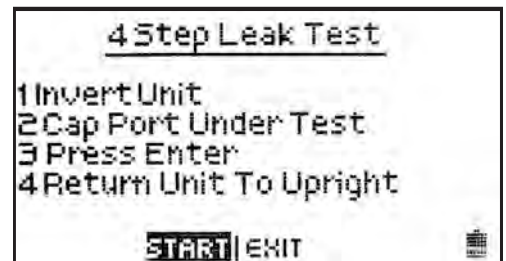 4 Step Leak Test
1 Invert Unit
2 Cap Port Under Test
3 Press Enter
4 Return Unit To Upright
START | EXIT